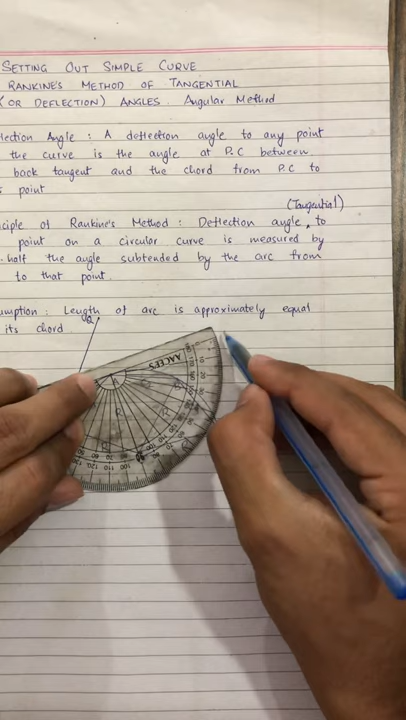 SETTING OUT SIMPLE CURVE
RANKINE'S METHOD OF TANGENTIAL
(OR DEFLECTION) ANGLES. Angular Method
lection Angle : A deflection angle to any point
the curve is the angle at P.C between
back tangent and the chord from P.C to
point
(Tangential)
ciple of Rankine's Method : Deflection angle to
point on a circular curve is measured by
half the angle subtended by the arc from
to that point.
umption : Length of arc is approximately equal
its chord